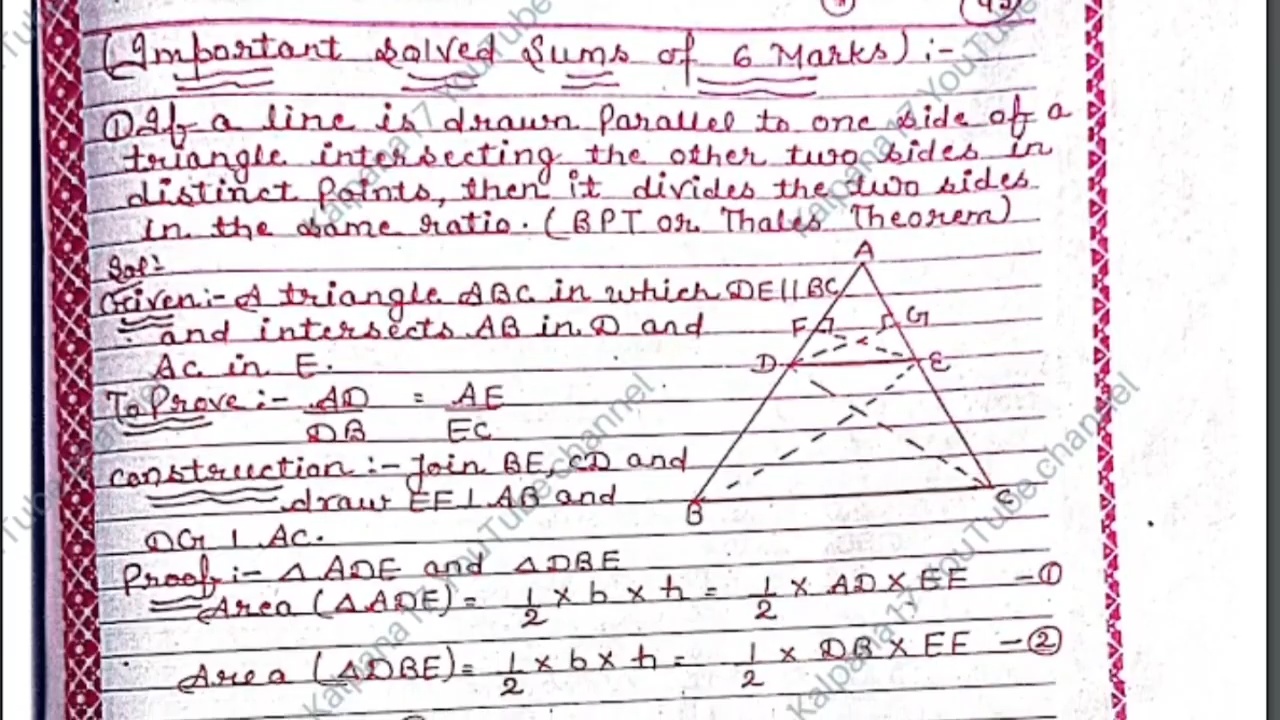 (Important solved Sums of 6 Marks) :-
① If a line is drawn Parallel to one side of a
triangle intersecting the other two sides in
distinct Points, then it divides the two sides
in the same ratio. (BPT or Thales Theorem)
Sol:
Given:- A triangle ABC in which DE||BC
and intersects AB in D and
AC in E.
To Prove :- AD/DB = AE/EC
construction :- Join BE, CD and
draw EF⊥AB and
DG ⊥ AC.
Proof :- △ ADE and △DBE
Area (△ADE) = 1/2 × b × h = 1/2 × AD × EF -①
Area (△DBE) = 1/2 × b × h = 1/2 × DB × EF -②
A
F
G
D
E
B
C
Kalpana 17 YouTube channel